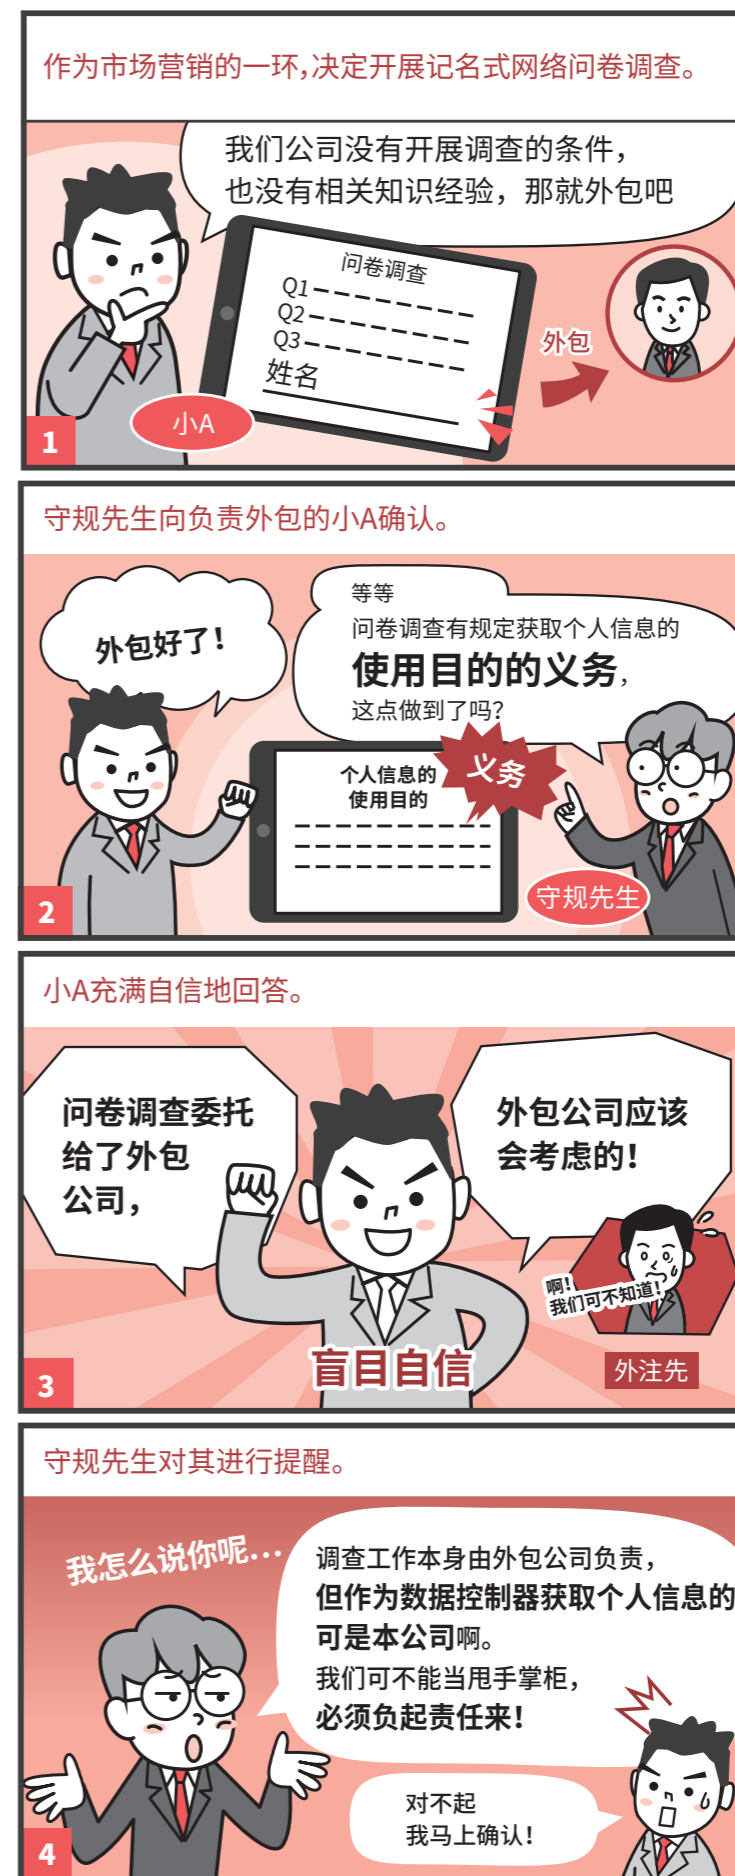 作为市场营销的一环,决定开展记名式网络问卷调查。
我们公司没有开展调查的条件，
也没有相关知识经验，那就外包吧
问卷调查
Q1
Q2
Q3
姓名
外包
小A
1
守规先生向负责外包的小A确认。
外包好了！
等等
问卷调查有规定获取个人信息的
使用目的的义务，
这点做到了吗？
个人信息的
使用目的
义务
守规先生
2
小A充满自信地回答。
问卷调查委托
给了外包
公司，
外包公司应该
会考虑的！
啊！
我们可不知道！
盲目自信
外注先
3
守规先生对其进行提醒。
我怎么说你呢…
调查工作本身由外包公司负责，
但作为数据控制器获取个人信息的
可是本公司啊。
我们可不能当甩手掌柜，
必须负起责任来！
对不起
我马上确认！
4